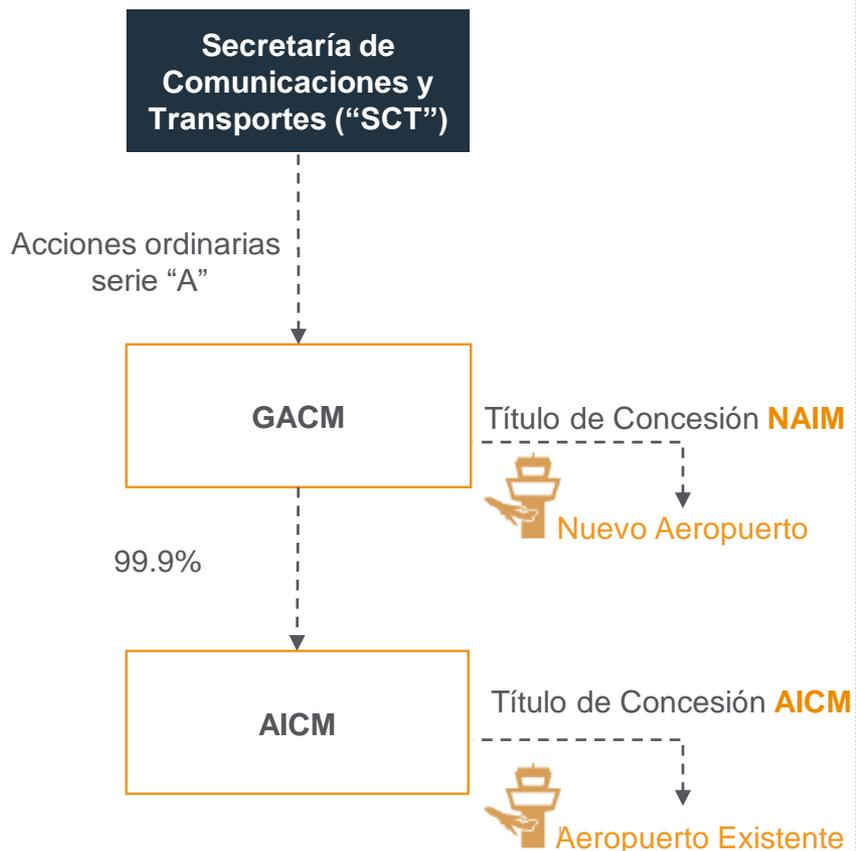 Secretaría de
Comunicaciones y
Transportes (“SCT”)
Acciones ordinarias
serie “A”
GACM
Título de Concesión NAIM
Nuevo Aeropuerto
99.9%
AICM
Título de Concesión AICM
Aeropuerto Existente